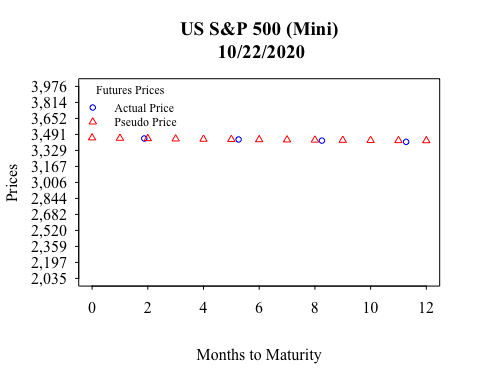 US S&P 500 (Mini)
10/22/2020
Futures Prices
Actual Price
Pseudo Price
3,976
3,814
3,652
3,491
3,329
3,167
3,006
2,844
2,682
2,520
2,359
2,197
2,035
Prices
0 2 4 6 8 10 12
Months to Maturity